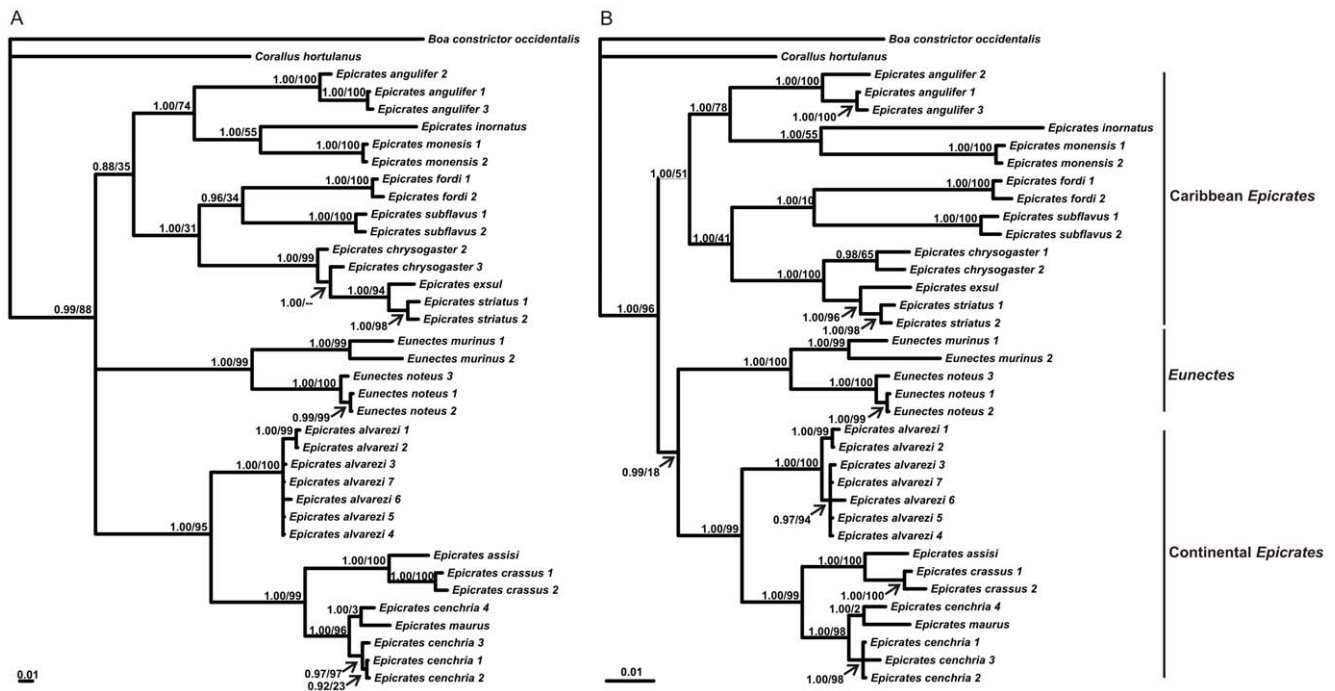 A
Boa constrictor occidentalis
Corallus hortulanus
Epicrates angulifer 2
1.00/100
Epicrates angulifer 1
1.00/100
Epicrates angulifer 3
1.00/74
Epicrates inornatus
1.00/55
Epicrates monesis 1
1.00/100
Epicrates monensis 2
0.88/35
Epicrates fordi 1
1.00/100
Epicrates fordi 2
0.96/34
Epicrates subflavus 1
1.00/100
Epicrates subflavus 2
1.00/31
Epicrates chrysogaster 2
1.00/99
Epicrates chrysogaster 3
1.00/--
Epicrates exsul
1.00/94
Epicrates striatus 1
1.00/98
Epicrates striatus 2
0.99/88
Eunectes murinus 1
1.00/99
Eunectes murinus 2
1.00/99
Eunectes noteus 3
1.00/100
Eunectes noteus 1
Eunectes noteus 2
0.99/99
Epicrates alvarezi 1
1.00/99
Epicrates alvarezi 2
1.00/100
Epicrates alvarezi 3
Epicrates alvarezi 7
Epicrates alvarezi 6
Epicrates alvarezi 5
Epicrates alvarezi 4
1.00/95
Epicrates assisi
1.00/100
Epicrates crassus 1
1.00/100
Epicrates crassus 2
1.00/99
Epicrates cenchria 4
1.00/3
Epicrates maurus
1.00/96
Epicrates cenchria 3
Epicrates cenchria 1
0.97/97
Epicrates cenchria 2
0.92/23
0.01
B
Boa constrictor occidentalis
Corallus hortulanus
Epicrates angulifer 2
1.00/100
Epicrates angulifer 1
Epicrates angulifer 3
1.00/100
1.00/78
Epicrates inornatus
1.00/55
Epicrates monensis 1
1.00/100
Epicrates monensis 2
1.00/51
Epicrates fordi 1
1.00/100
Epicrates fordi 2
1.00/10
Epicrates subflavus 1
1.00/100
Epicrates subflavus 2
1.00/41
Epicrates chrysogaster 1
0.98/65
Epicrates chrysogaster 2
1.00/100
Epicrates exsul
Epicrates striatus 1
1.00/96
Epicrates striatus 2
1.00/98
1.00/96
Eunectes murinus 1
1.00/99
Eunectes murinus 2
1.00/100
Eunectes noteus 3
1.00/100
Eunectes noteus 1
Eunectes noteus 2
1.00/99
0.99/18
Epicrates alvarezi 1
1.00/99
Epicrates alvarezi 2
1.00/100
Epicrates alvarezi 3
Epicrates alvarezi 7
Epicrates alvarezi 6
Epicrates alvarezi 5
Epicrates alvarezi 4
0.97/94
1.00/99
Epicrates assisi
1.00/100
Epicrates crassus 1
Epicrates crassus 2
1.00/100
1.00/99
Epicrates cenchria 4
1.00/2
Epicrates maurus
1.00/98
Epicrates cenchria 1
Epicrates cenchria 3
Epicrates cenchria 2
1.00/98
0.01
Caribbean Epicrates
Eunectes
Continental Epicrates